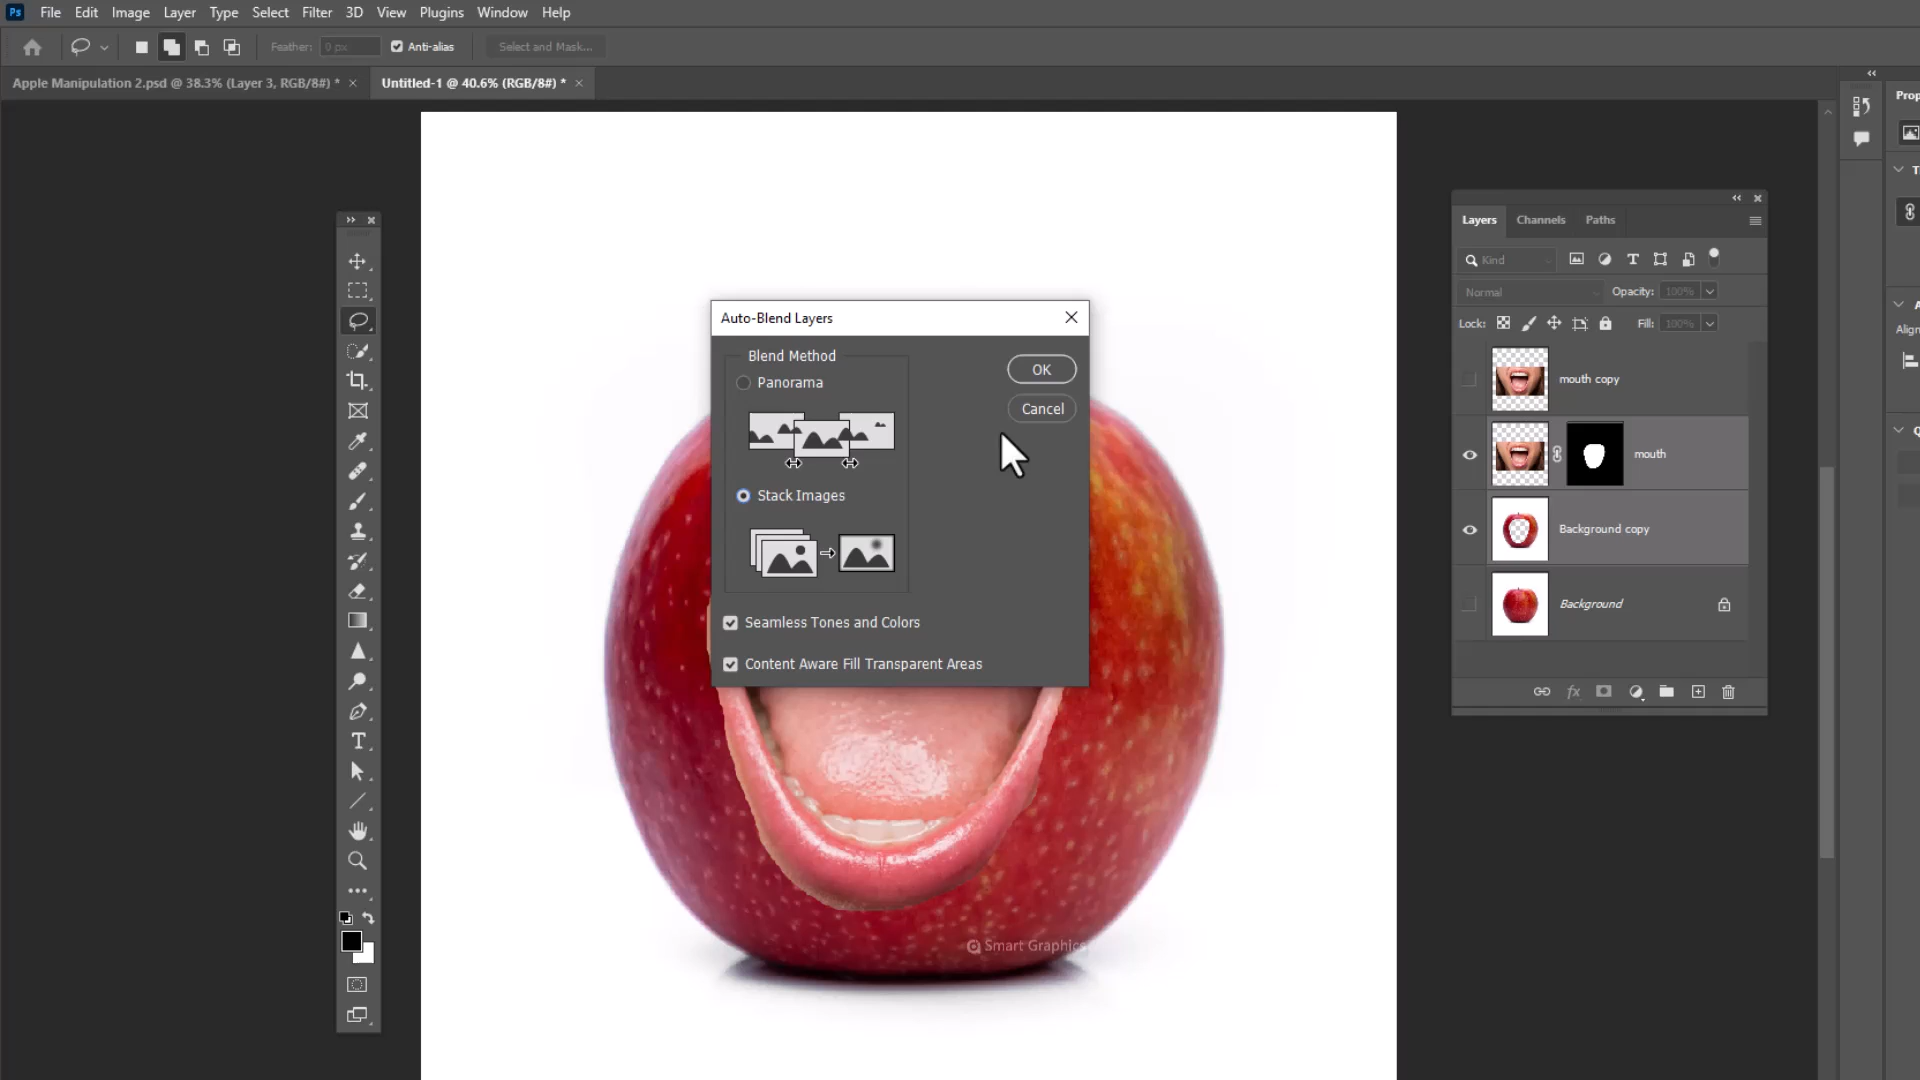 Ps File Edit Image Layer Type Select Filter 3D View Plugins Window Help
Feather: 0 px Anti-alias Select and Mask...
Apple Manipulation 2.psd @ 38.3% (Layer 3, RGB/8#) * × Untitled-1 @ 40.6% (RGB/8#) * ×
Prop
T
A
Align
Q
Auto-Blend Layers
Blend Method
Panorama
Stack Images
OK
Cancel
Seamless Tones and Colors
Content Aware Fill Transparent Areas
Layers Channels Paths
Kind
Normal Opacity: 100%
Lock: Fill: 100%
mouth copy
mouth
Background copy
Background
fx
Smart Graphics